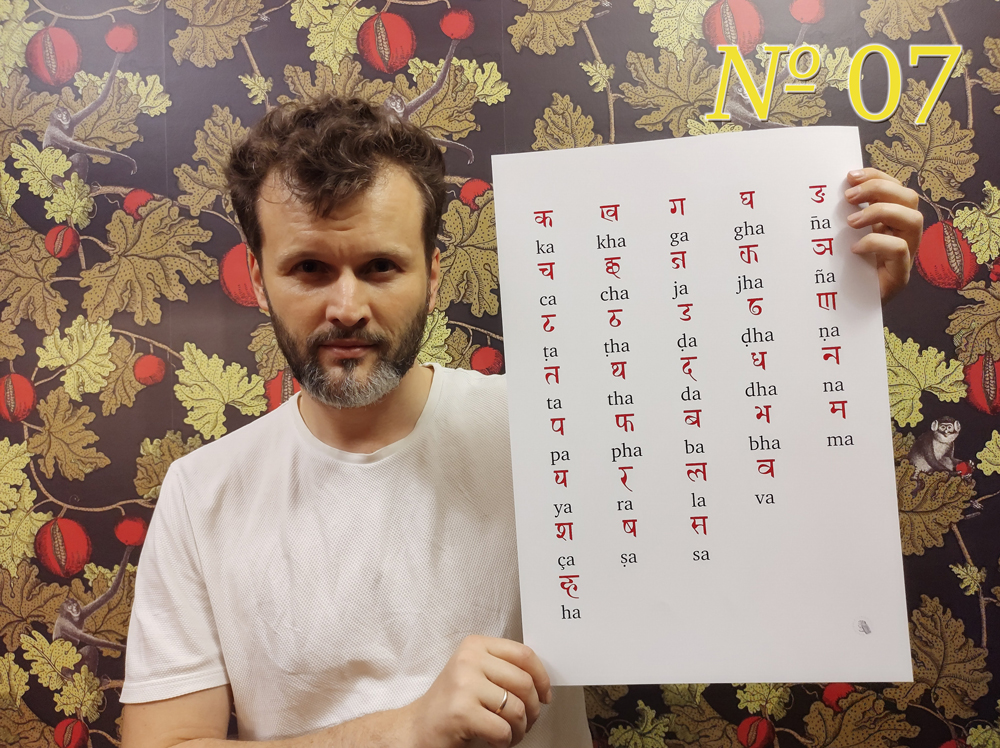 Nº 07
क ख ग घ ङ
ka kha ga gha n̄a
च छ ज झ ञ
ca cha ja jha ña
ट ठ ड ढ ण
ṭa ṭha ḍa ḍha ṇa
त थ द ध न
ta tha da dha na
प फ ब भ म
pa pha ba bha ma
य र ल व
ya ra la va
श ष स
ça ṣa sa
ह
ha